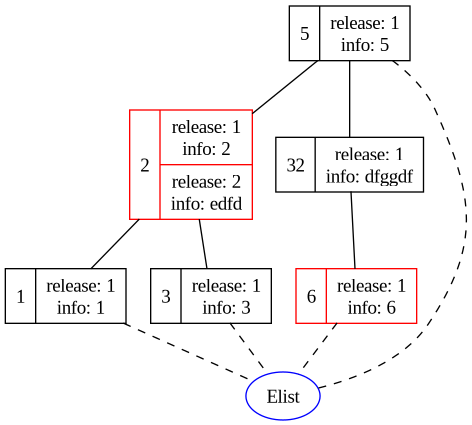 5
release: 1
info: 5
2
release: 1
info: 2
release: 2
info: edfd
32
release: 1
info: dfggdf
1
release: 1
info: 1
3
release: 1
info: 3
6
release: 1
info: 6
Elist